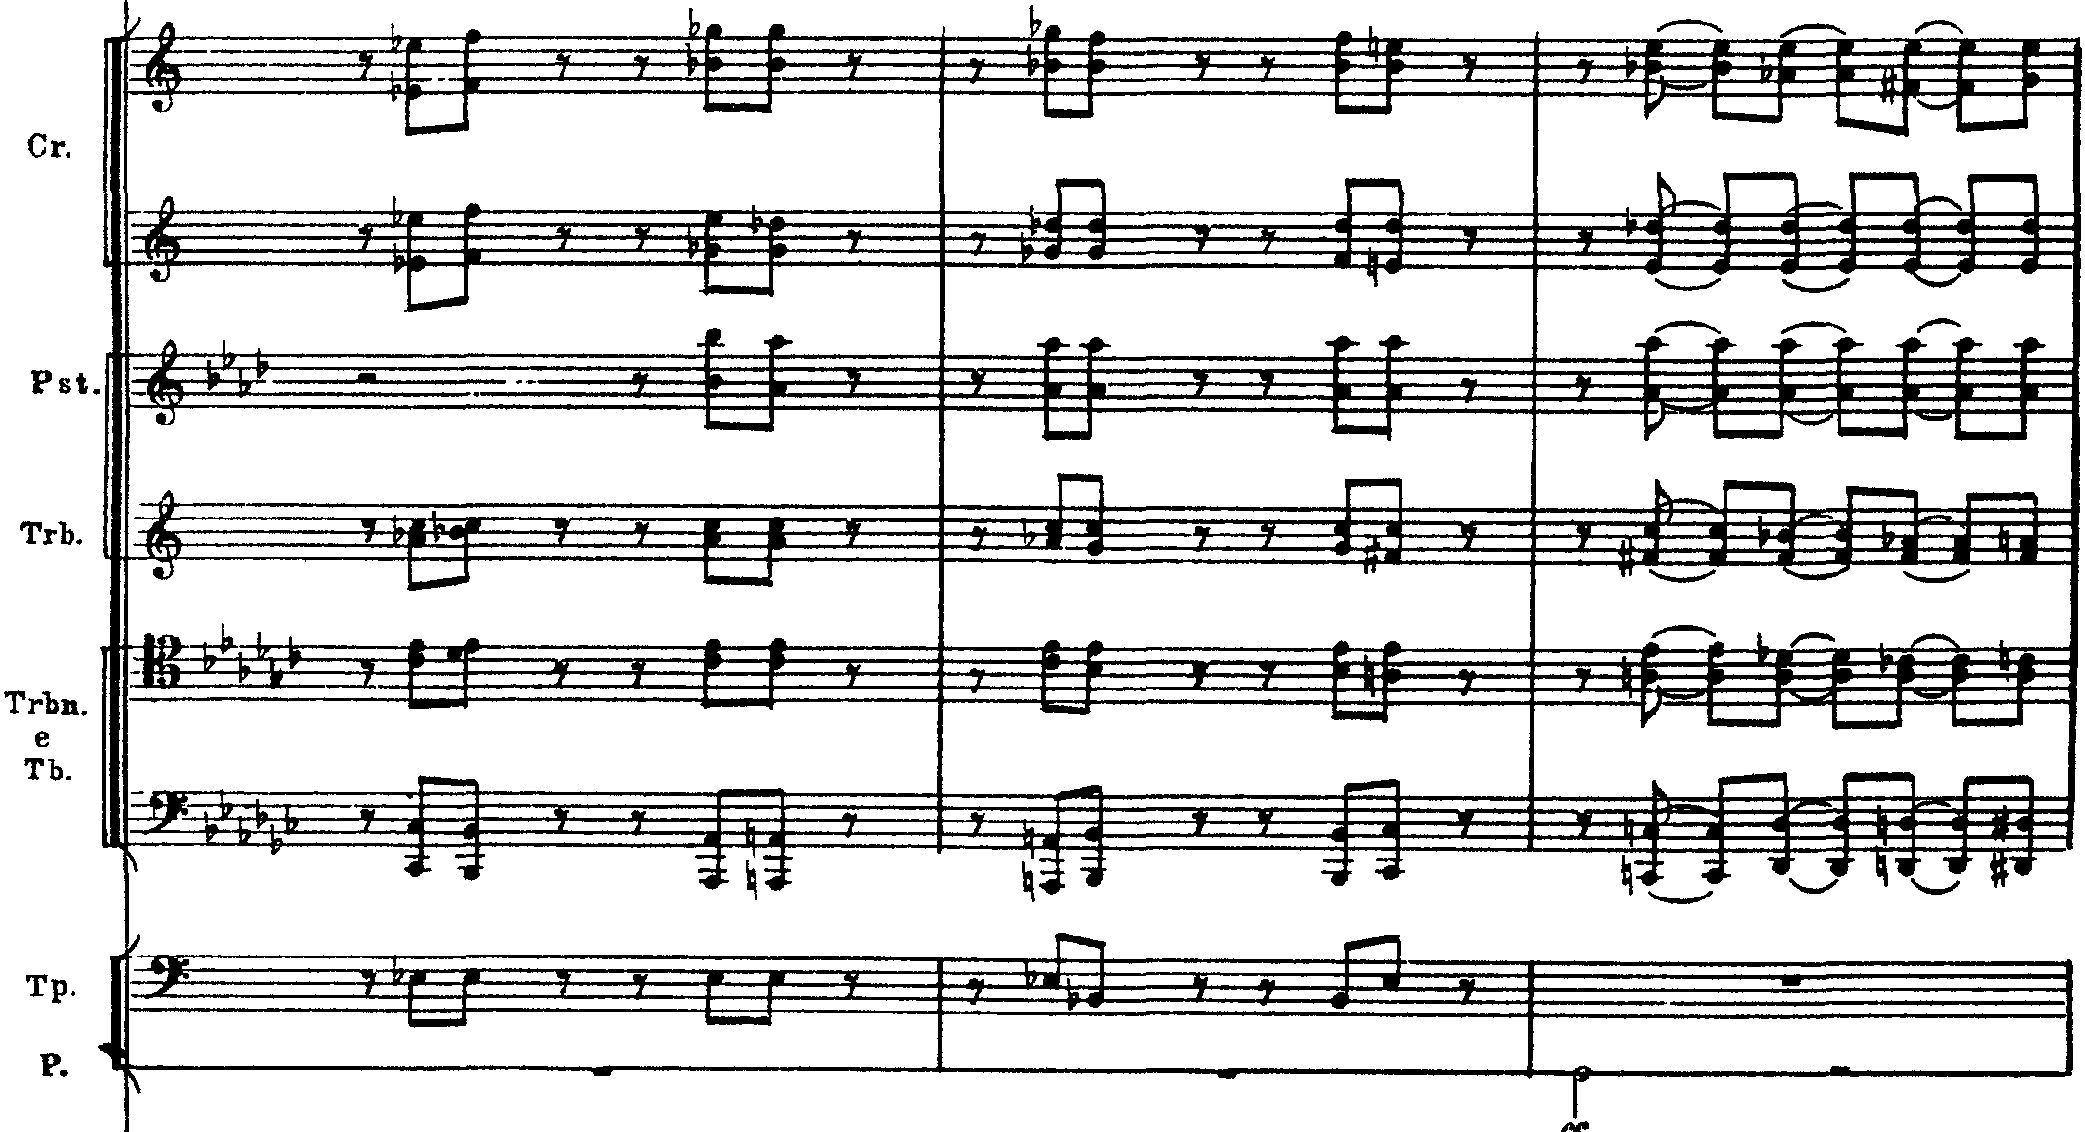 Cr.
Pst.
Trb.
Trbn.
e
Tb.
Tp.
P.